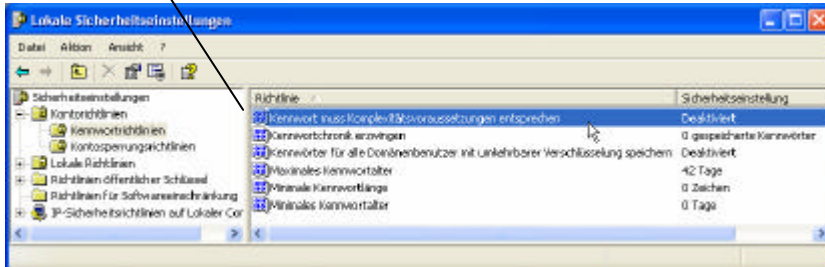 Lokale Sicherheitseinstellungen
Datei Aktion Ansicht ?
Sicherheitseinstellungen
Kontorichtlinien
Kennwortrichtlinien
Kontosperrungsrichtlinien
Lokale Richtlinien
Richtlinien öffentlicher Schlüssel
Richtlinien für Softwareeinschränkung
IP-Sicherheitsrichtlinien auf Lokaler Cor
Richtlinie Sicherheitseinstellung
Kennwort muss Komplexitätsvoraussetzungen entsprechen Deaktiviert
Kennwortchronik erzwingen 0 gespeicherte Kennwörter
Kennwörter für alle Domänenbenutzer mit umkehrbarer Verschlüsselung speichern Deaktiviert
Maximales Kennwortalter 42 Tage
Minimale Kennwortlänge 0 Zeichen
Minimales Kennwortalter 0 Tage